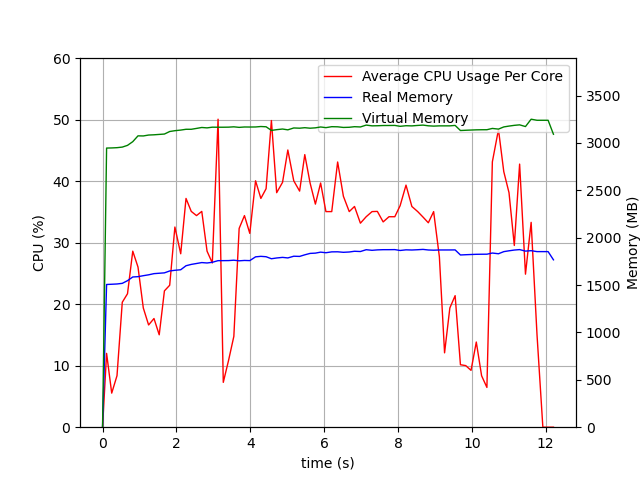 Average CPU Usage Per Core
Real Memory
Virtual Memory
60
50
40
30
20
10
0
CPU (%)
3500
3000
2500
2000
1500
1000
500
0
Memory (MB)
0 2 4 6 8 10 12
time (s)